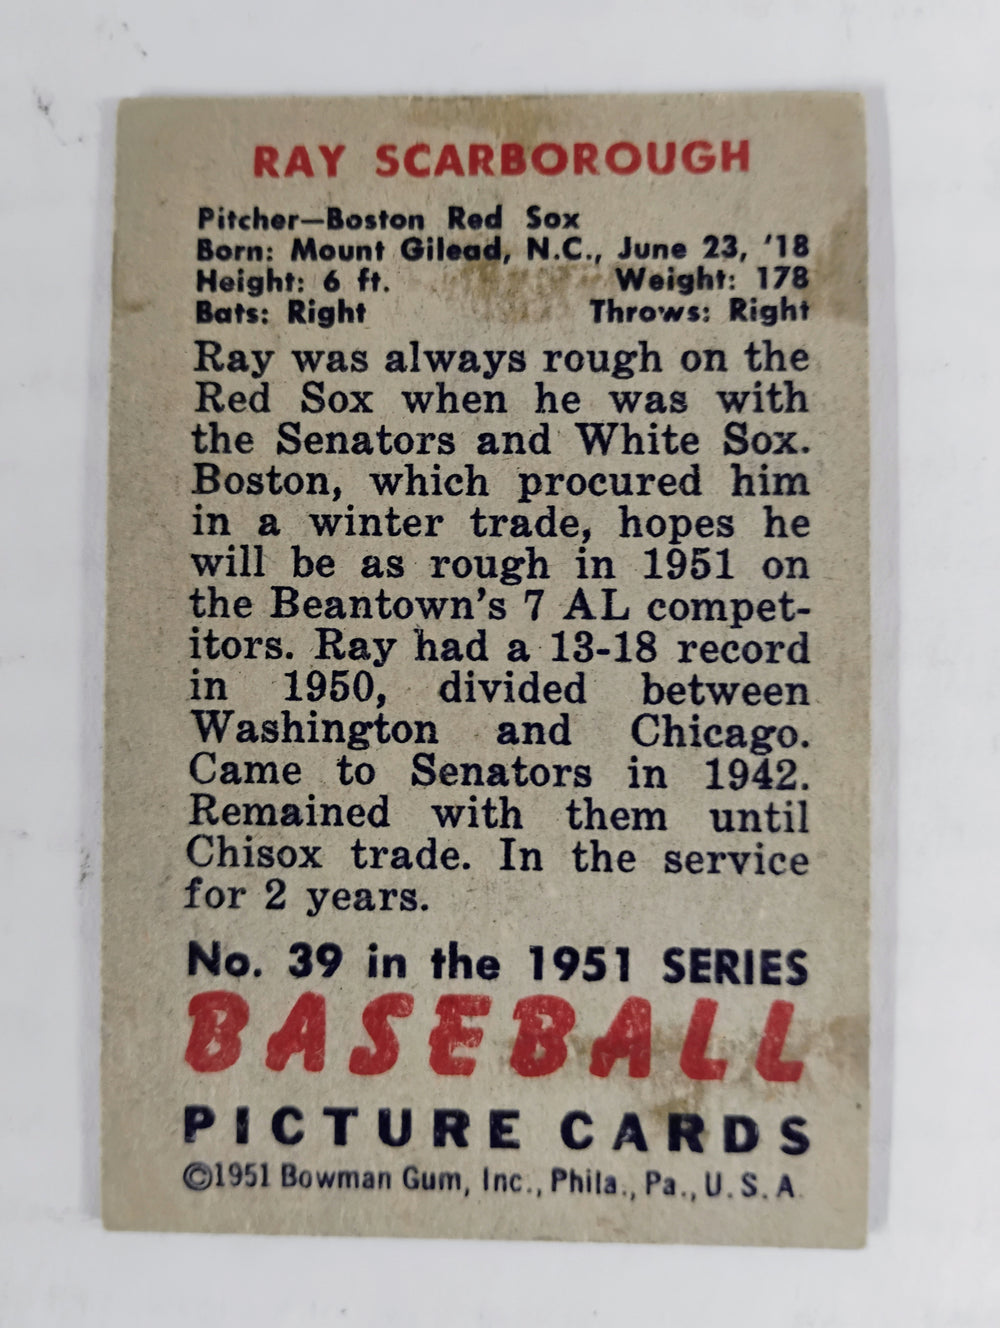 RAY SCARBOROUGH
Pitcher—Boston Red Sox
Born: Mount Gilead, N.C., June 23, '18
Height: 6 ft. Weight: 178
Bats: Right Throws: Right
Ray was always rough on the
Red Sox when he was with
the Senators and White Sox.
Boston, which procured him
in a winter trade, hopes he
will be as rough in 1951 on
the Beantown's 7 AL compet-
itors. Ray had a 13-18 record
in 1950, divided between
Washington and Chicago.
Came to Senators in 1942.
Remained with them until
Chisox trade. In the service
for 2 years.
No. 39 in the 1951 SERIES
BASEBALL
PICTURE CARDS
©1951 Bowman Gum, Inc., Phila., Pa., U. S. A.